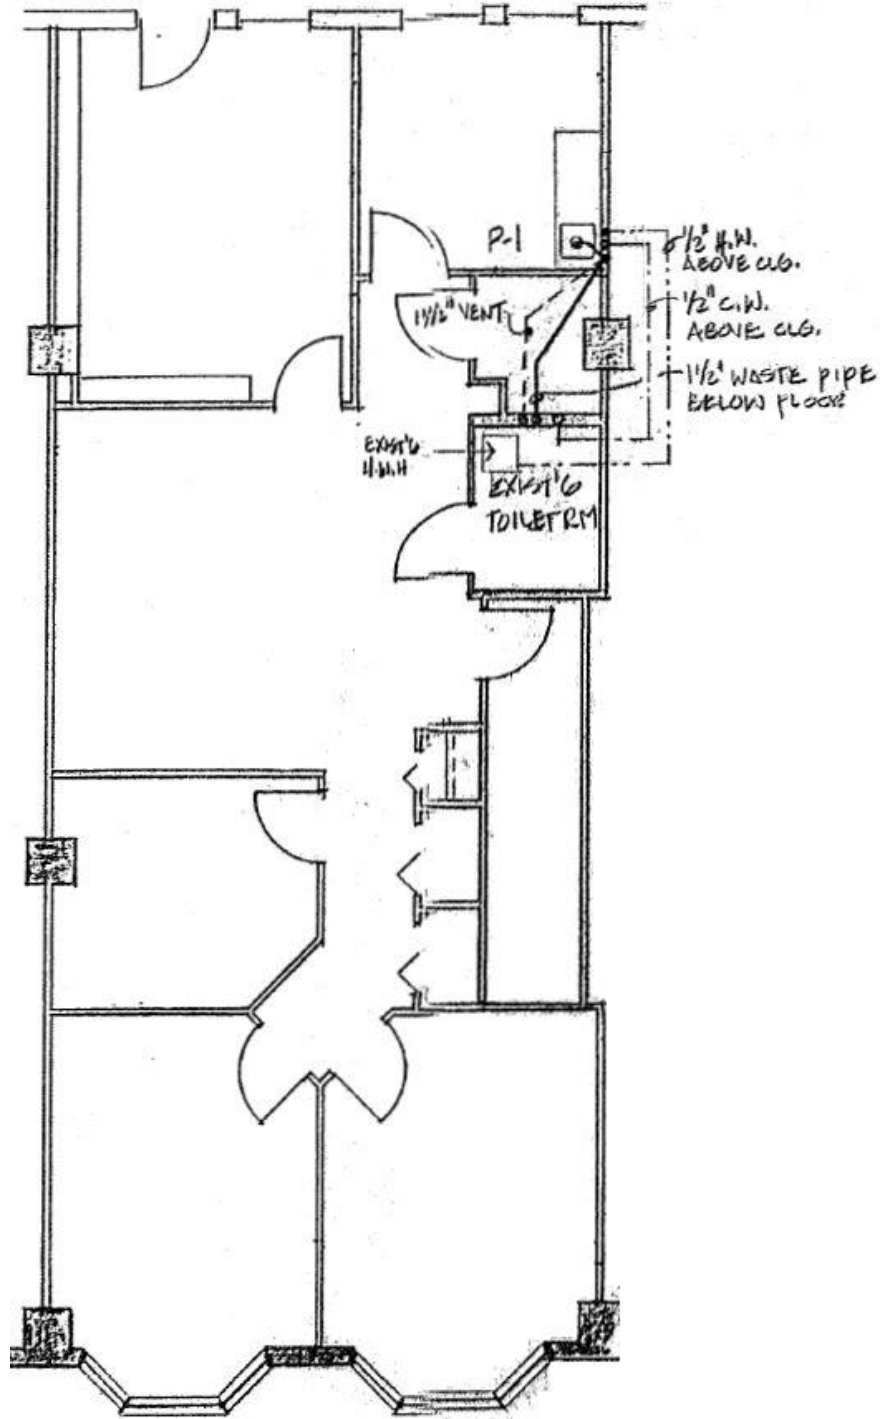 P-1
1/2" H.W.
ABOVE CLG.
1/2" C.W.
ABOVE CLG.
1 1/2" VENT
1 1/2" WASTE PIPE
BELOW FLOOR
EXIST'G
H.W.H
EXIST'G
TOILET RM